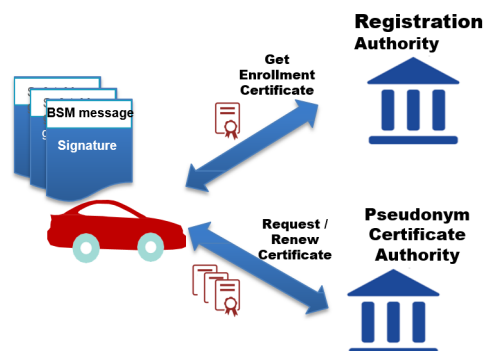 Registration
Authority
Get
Enrollment
Certificate
BSM message
Signature
Request /
Renew
Certificate
Pseudonym
Certificate
Authority